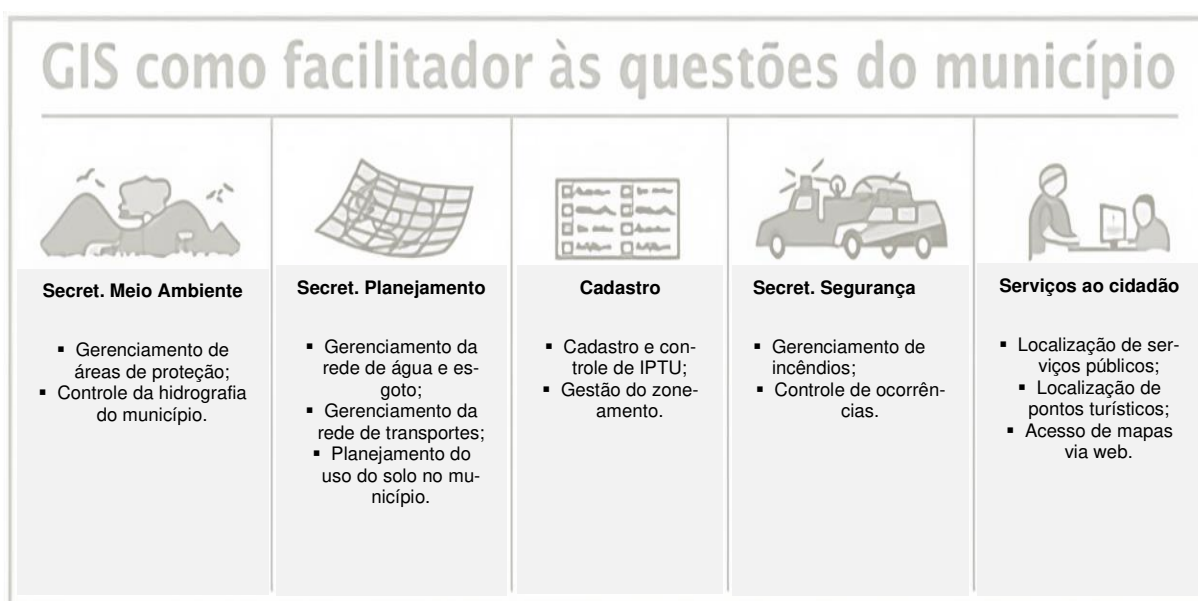 GIS como facilitador às questões do município
Secret. Meio Ambiente
▪ Gerenciamento de
áreas de proteção;
▪ Controle da hidrografia
do município.
Secret. Planejamento
▪ Gerenciamento da
rede de água e es-
goto;
▪ Gerenciamento da
rede de transportes;
▪ Planejamento do
uso do solo no mu-
nicípio.
Cadastro
▪ Cadastro e con-
trole de IPTU;
▪ Gestão do zone-
amento.
Secret. Segurança
▪ Gerenciamento de
incêndios;
▪ Controle de ocorrên-
cias.
Serviços ao cidadão
▪ Localização de ser-
viços públicos;
▪ Localização de
pontos turísticos;
▪ Acesso de mapas
via web.